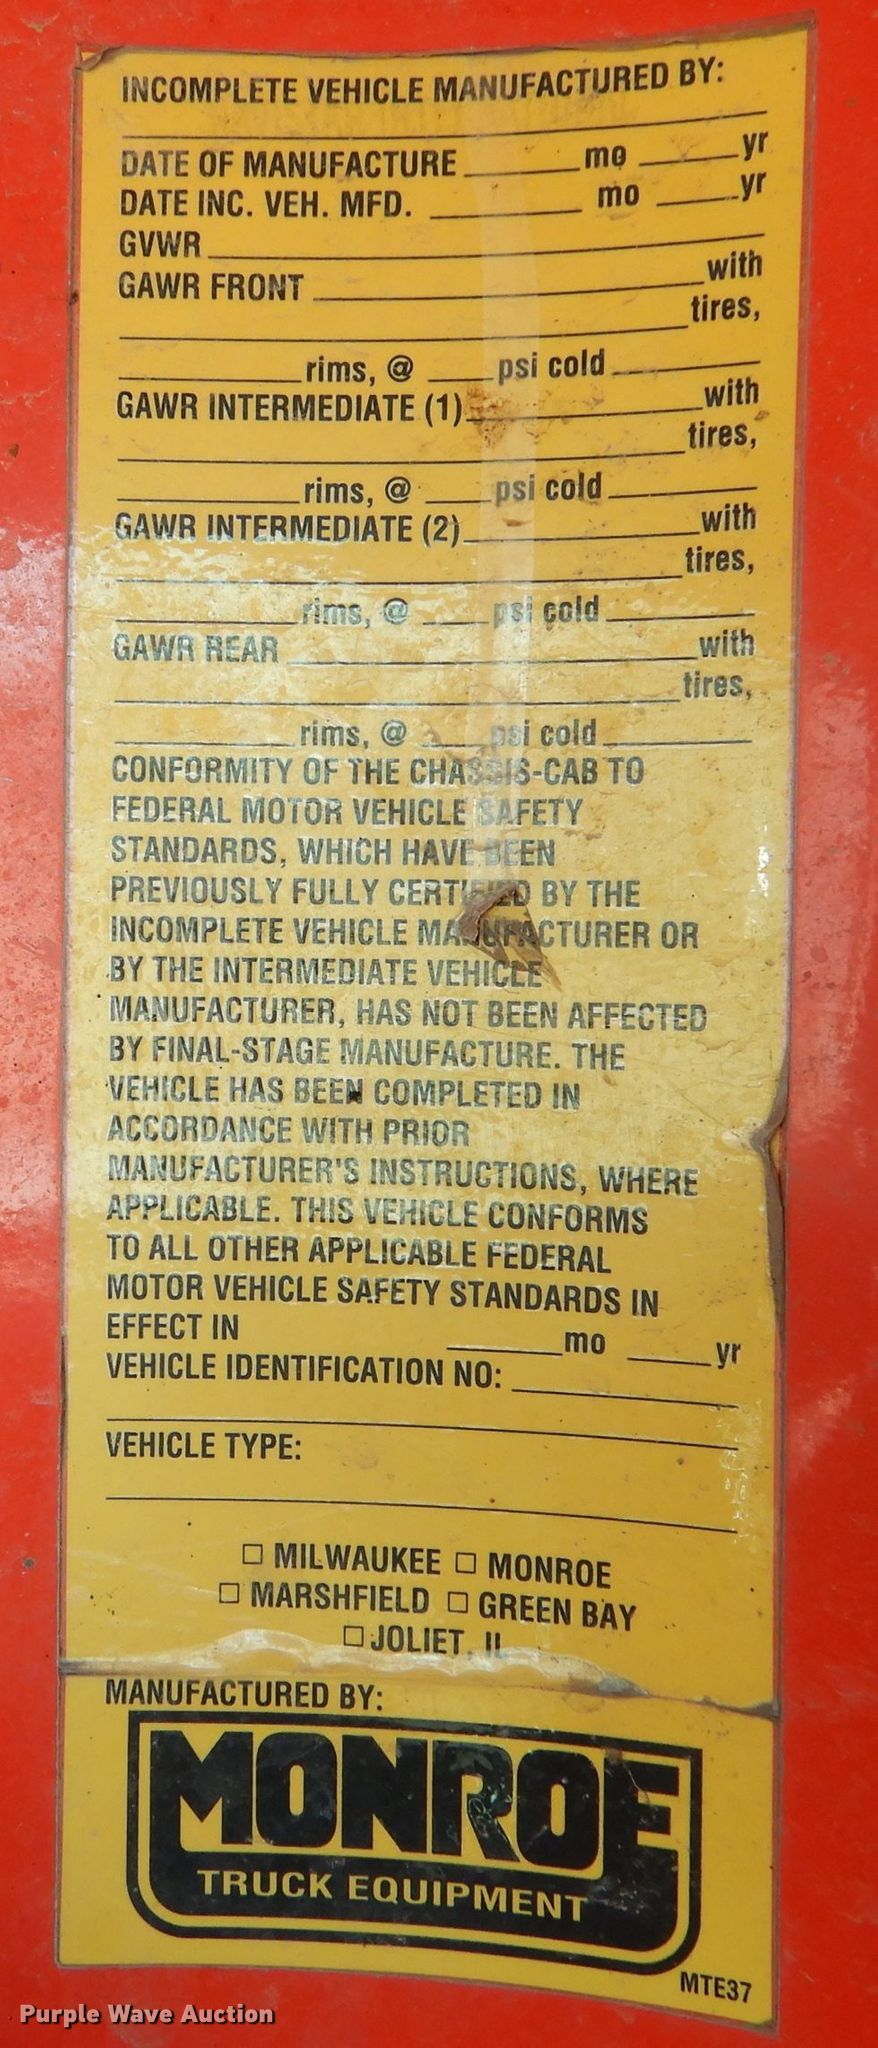 INCOMPLETE VEHICLE MANUFACTURED BY:
DATE OF MANUFACTURE mo yr
DATE INC. VEH. MFD. mo yr
GVWR
GAWR FRONT with
tires,
rims, @ psi cold
GAWR INTERMEDIATE (1) with
tires,
rims, @ psi cold
GAWR INTERMEDIATE (2) with
tires,
rims, @ psi cold
GAWR REAR with
tires,
rims, @ psi cold
CONFORMITY OF THE CHASSIS-CAB TO
FEDERAL MOTOR VEHICLE SAFETY
STANDARDS, WHICH HAVE BEEN
PREVIOUSLY FULLY CERTIFIED BY THE
INCOMPLETE VEHICLE MANUFACTURER OR
BY THE INTERMEDIATE VEHICLE
MANUFACTURER, HAS NOT BEEN AFFECTED
BY FINAL-STAGE MANUFACTURE. THE
VEHICLE HAS BEEN COMPLETED IN
ACCORDANCE WITH PRIOR
MANUFACTURER'S INSTRUCTIONS, WHERE
APPLICABLE. THIS VEHICLE CONFORMS
TO ALL OTHER APPLICABLE FEDERAL
MOTOR VEHICLE SAFETY STANDARDS IN
EFFECT IN mo yr
VEHICLE IDENTIFICATION NO:
VEHICLE TYPE:
□ MILWAUKEE □ MONROE
□ MARSHFIELD □ GREEN BAY
□ JOLIET, IL
MANUFACTURED BY:
MONROE
TRUCK EQUIPMENT
MTE37
Purple Wave Auction